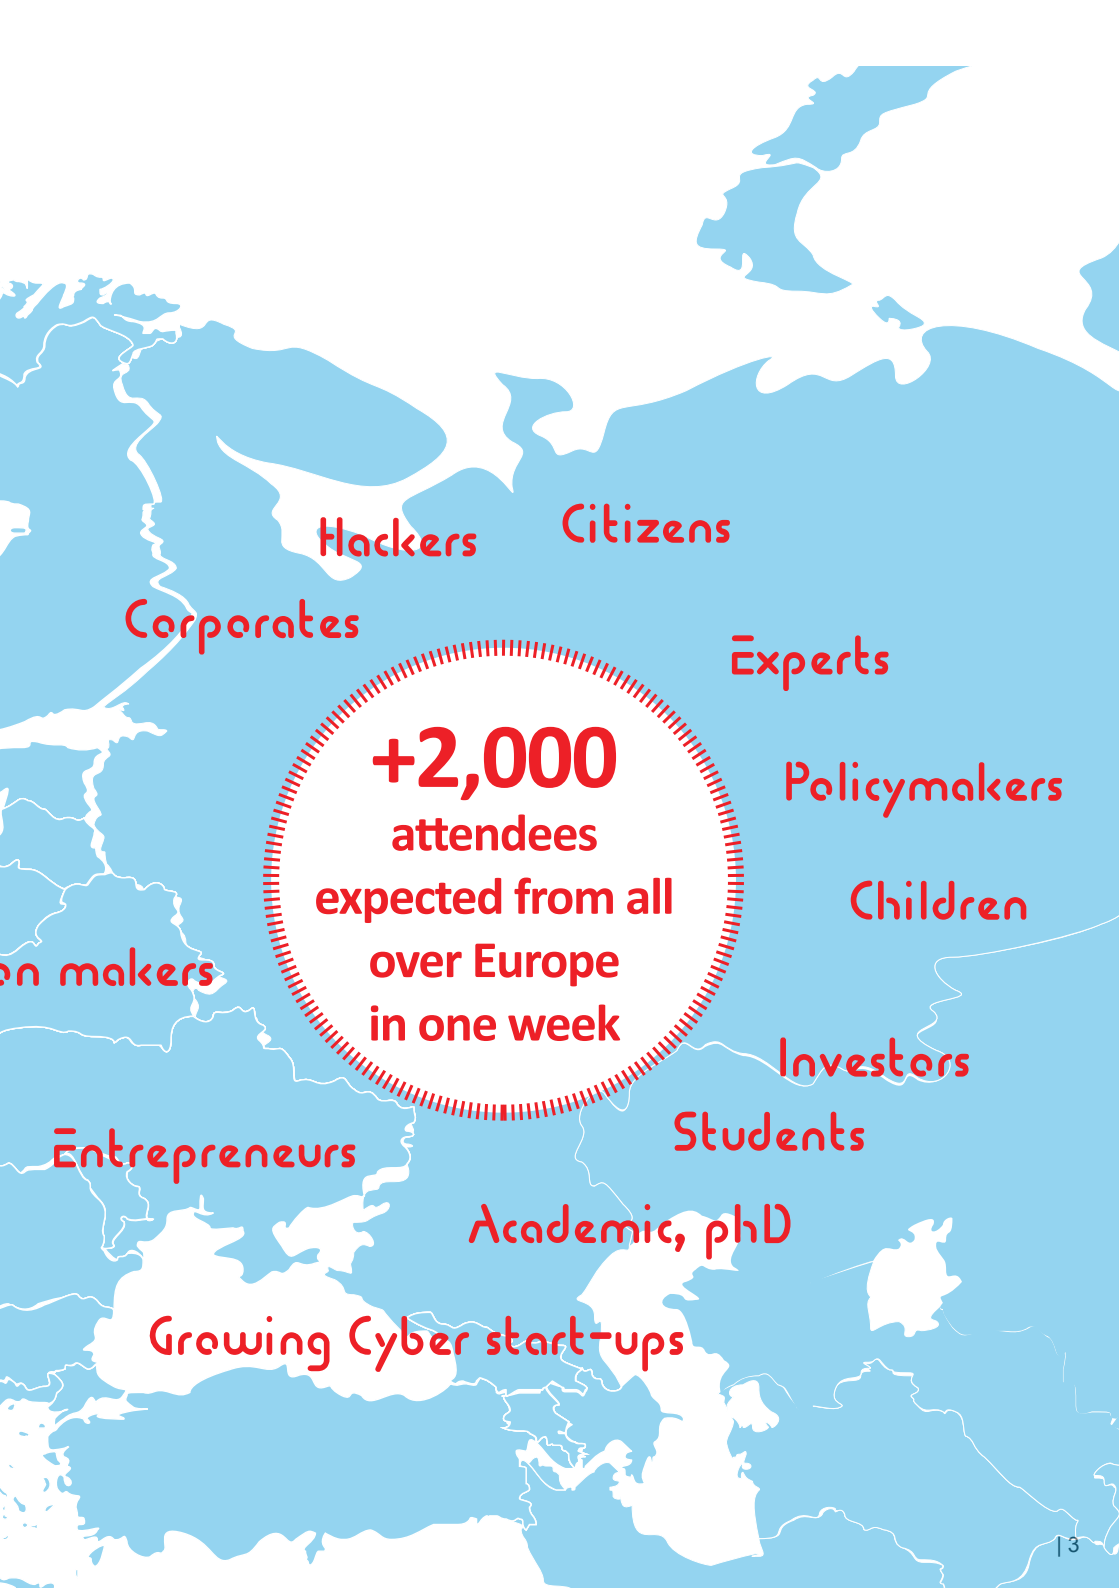 Hackers
Citizens
Corporates
Experts
+2,000
attendees
expected from all
over Europe
in one week
Policymakers
Children
makers
Investors
Students
Entrepreneurs
Academic, phD
Growing Cyber start-ups
| 3